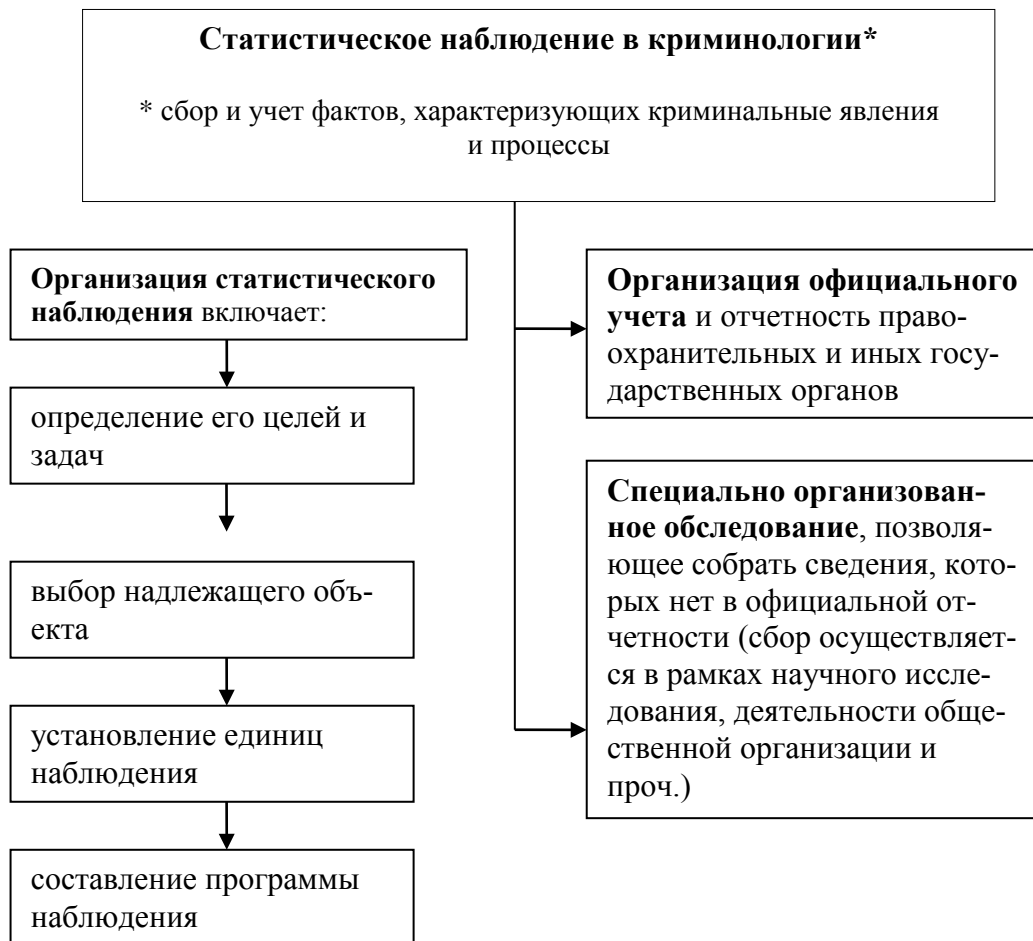 Статистическое наблюдение в криминологии*
* сбор и учет фактов, характеризующих криминальные явления
и процессы
Организация статистического
наблюдения включает:
определение его целей и
задач
выбор надлежащего объ-
екта
установление единиц
наблюдения
составление программы
наблюдения
Организация официального
учета и отчетность право-
охранительных и иных госу-
дарственных органов
Специально организован-
ное обследование, позволя-
ющее собрать сведения, кото-
рых нет в официальной от-
четности (сбор осуществляет-
ся в рамках научного иссле-
дования, деятельности обще-
ственной организации и
проч.)